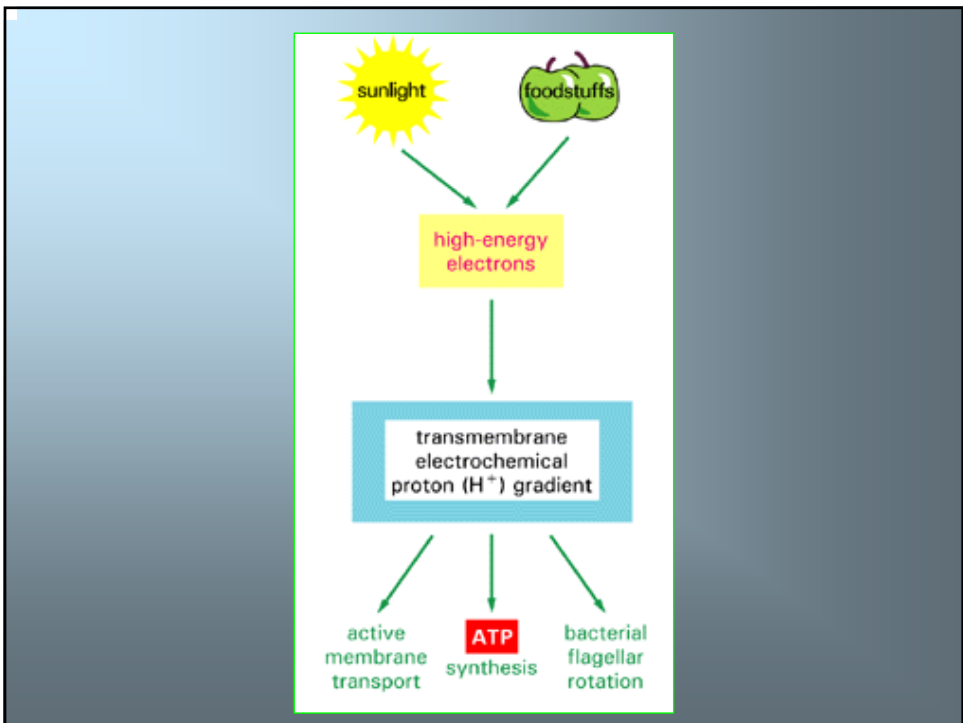 sunlight
foodstuffs
high-energy
electrons
transmembrane
electrochemical
proton (H⁺) gradient
active
membrane
transport
ATP
synthesis
bacterial
flagellar
rotation